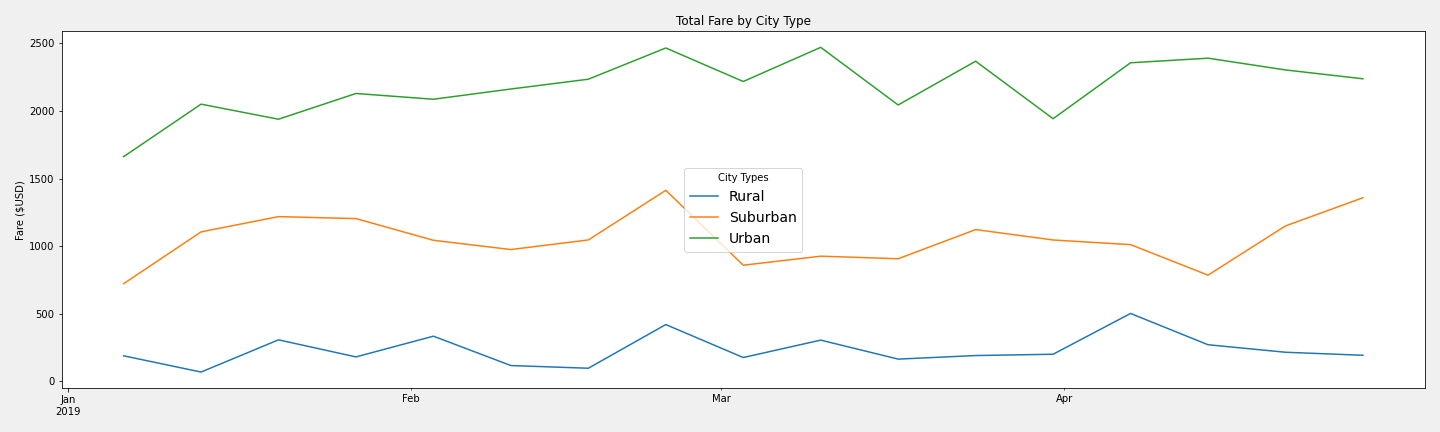 Total Fare by City Type
Fare ($USD)
2500
2000
1500
1000
500
0
City Types
Rural
Suburban
Urban
Jan
2019
Feb
Mar
Apr